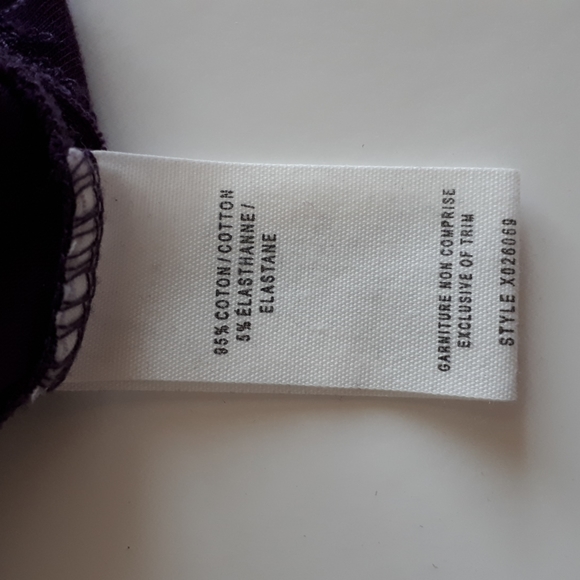 95% COTON/COTTON
5% ÉLASTHANNE/
ELASTANE
GARNITURE NON COMPRISE
EXCLUSIVE OF TRIM
STYLE X026069